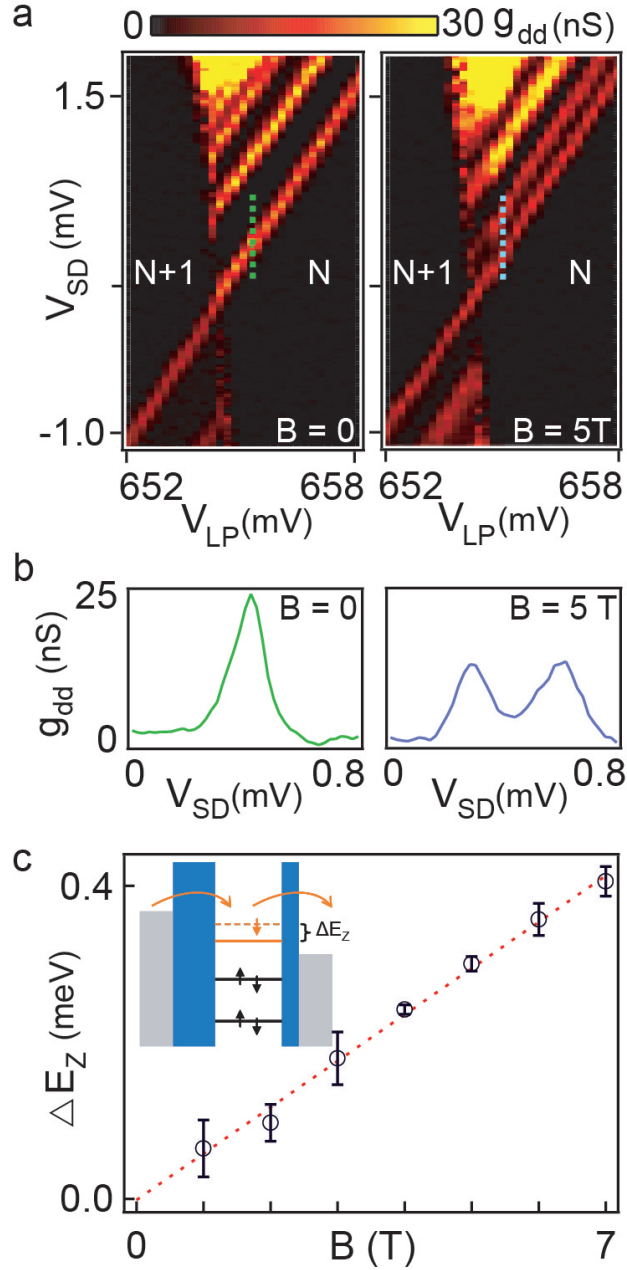 a
0 30 g_dd (nS)
1.5
V_SD (mV)
-1.0
N+1 N
B = 0
N+1 N
B = 5T
652 658
V_LP(mV)
652 658
V_LP(mV)
b
25
g_dd (nS)
0
B = 0
0 0.8
V_SD(mV)
B = 5 T
0 0.8
V_SD(mV)
c
0.4
ΔE_Z (meV)
0.0
ΔE_Z
0 7
B (T)